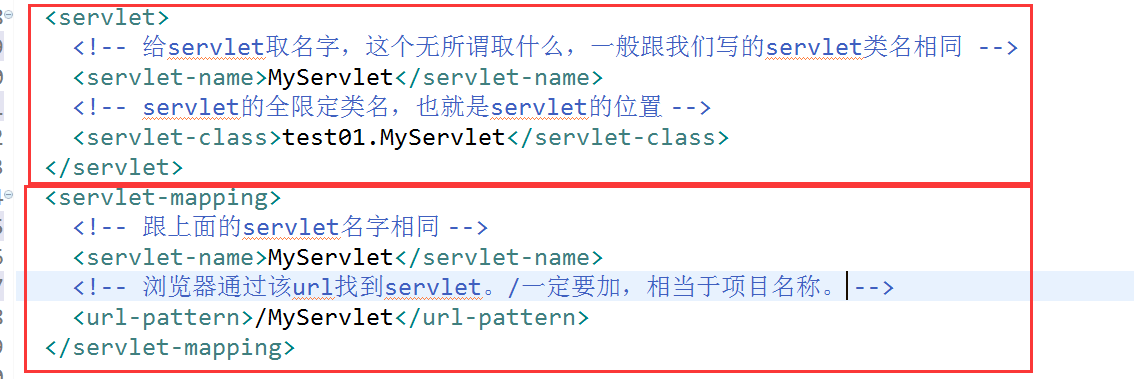 <servlet>
<!-- 给servlet取名字，这个无所谓取什么，一般跟我们写的servlet类名相同 -->
<servlet-name>MyServlet</servlet-name>
<!-- servlet的全限定类名，也就是servlet的位置 -->
<servlet-class>test01.MyServlet</servlet-class>
</servlet>
<servlet-mapping>
<!-- 跟上面的servlet名字相同 -->
<servlet-name>MyServlet</servlet-name>
<!-- 浏览器通过该url找到servlet。/一定要加，相当于项目名称。 -->
<url-pattern>/MyServlet</url-pattern>
</servlet-mapping>